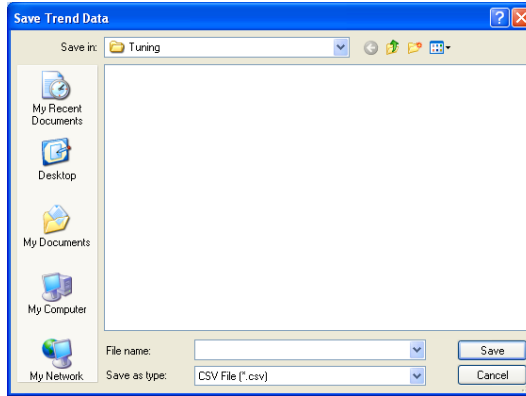 Save Trend Data
Save in:
Tuning
My Recent
Documents
Desktop
My Documents
My Computer
My Network
File name:
Save
Save as type:
CSV File (*.csv)
Cancel